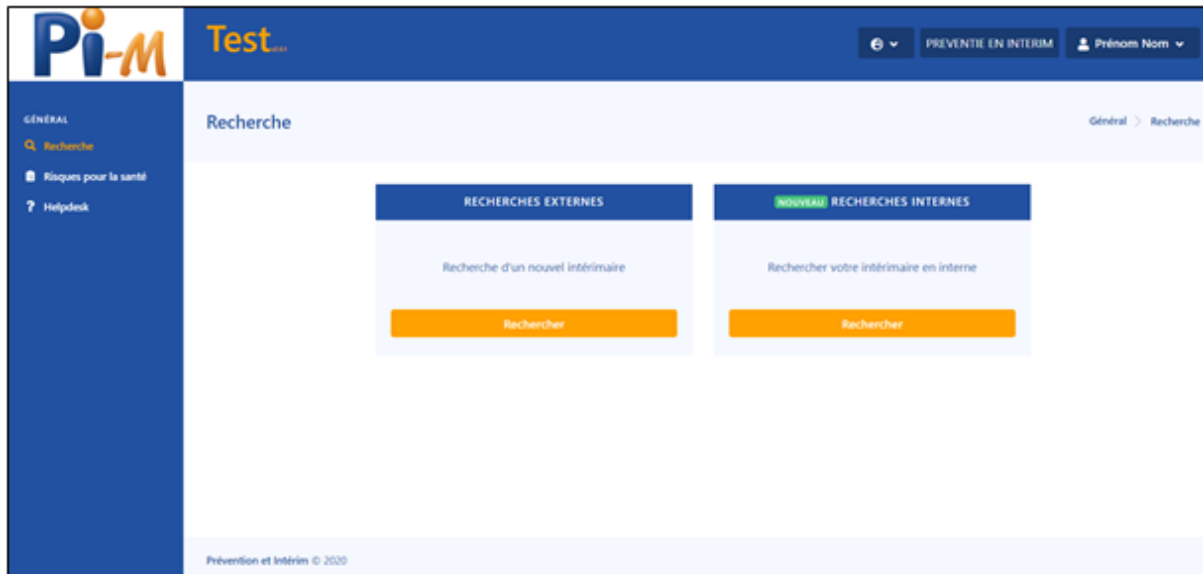 Pi-M
Test
PREVENTIE EN INTERIM
Prénom Nom
GÉNÉRAL
Recherche
Risques pour la santé
? Helpdesk
Recherche
Général > Recherche
RECHERCHES EXTERNES
Recherche d'un nouvel intérimaire
Rechercher
NOUVEAU RECHERCHES INTERNES
Rechercher votre intérimaire en interne
Rechercher
Prévention et Intérim © 2020